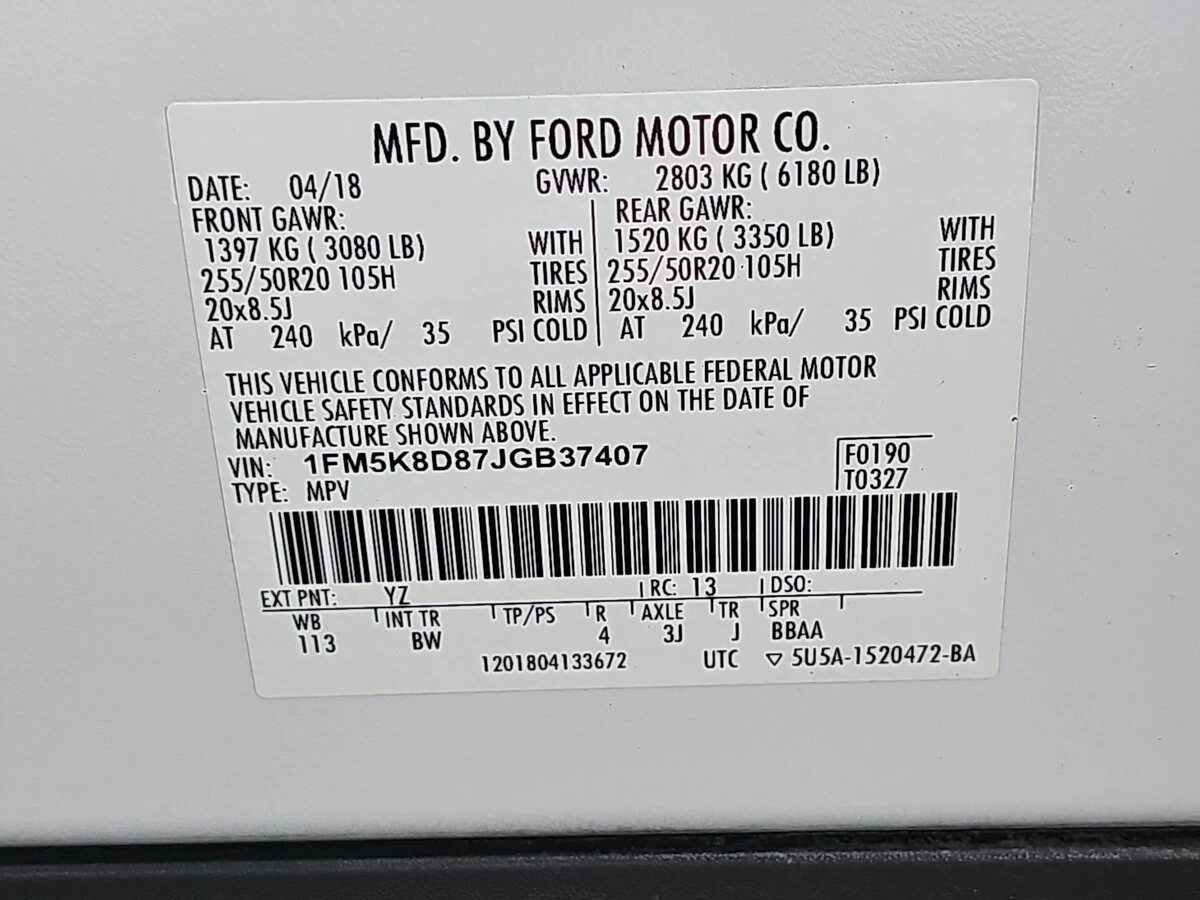 MFD. BY FORD MOTOR CO.
DATE: 04/18 GVWR: 2803 KG ( 6180 LB)
FRONT GAWR: REAR GAWR:
1397 KG ( 3080 LB) WITH 1520 KG ( 3350 LB) WITH
255/50R20 105H TIRES 255/50R20 105H TIRES
20x8.5J RIMS 20x8.5J RIMS
AT 240 kPa/ 35 PSI COLD AT 240 kPa/ 35 PSI COLD
THIS VEHICLE CONFORMS TO ALL APPLICABLE FEDERAL MOTOR
VEHICLE SAFETY STANDARDS IN EFFECT ON THE DATE OF
MANUFACTURE SHOWN ABOVE.
VIN: 1FM5K8D87JGB37407 F0190
TYPE: MPV T0327
EXT PNT: YZ RC: 13 DSO:
WB INT TR TP/PS R AXLE TR SPR
113 BW 4 3J J BBAA
1201804133672 UTC ▽ 5U5A-1520472-BA